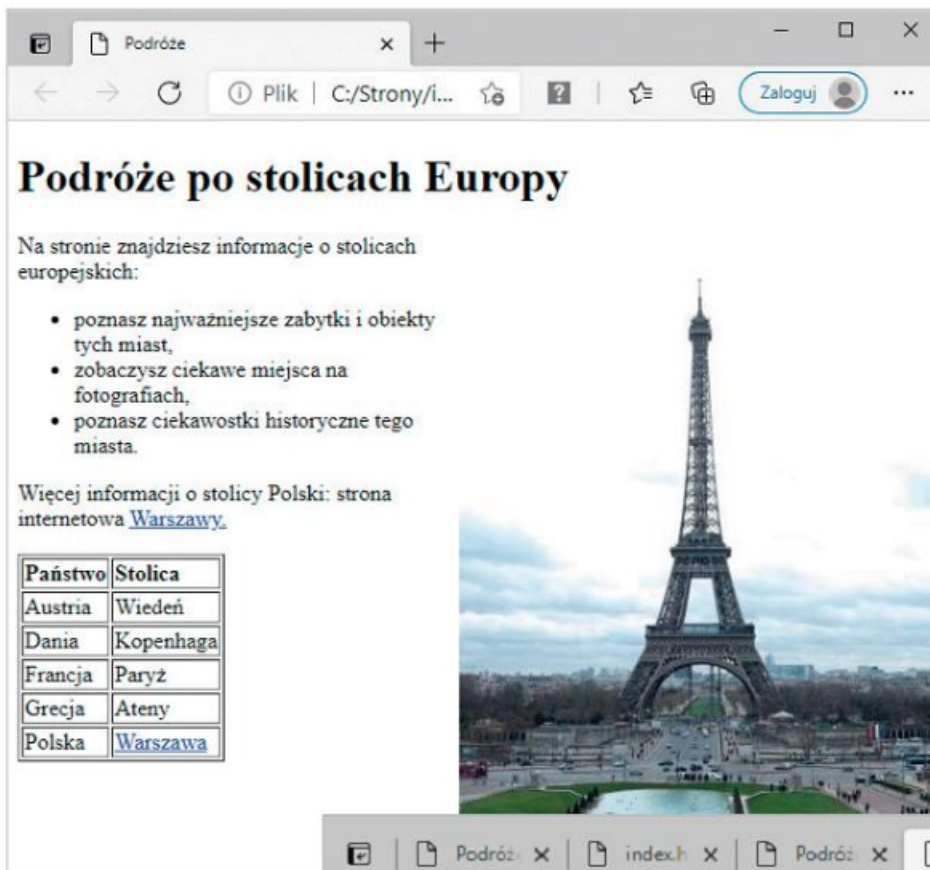 Podróże
Plik C:/Strony/i... Zaloguj
Podróże po stolicach Europy
Na stronie znajdziesz informacje o stolicach
europejskich:
• poznasz najważniejsze zabytki i obiekty
tych miast,
• zobaczysz ciekawe miejsca na
fotografiach,
• poznasz ciekawostki historyczne tego
miasta.
Więcej informacji o stolicy Polski: strona
internetowa Warszawy.
Państwo Stolica
Austria Wiedeń
Dania Kopenhaga
Francja Paryż
Grecja Ateny
Polska Warszawa
Podróż index.h Podróż